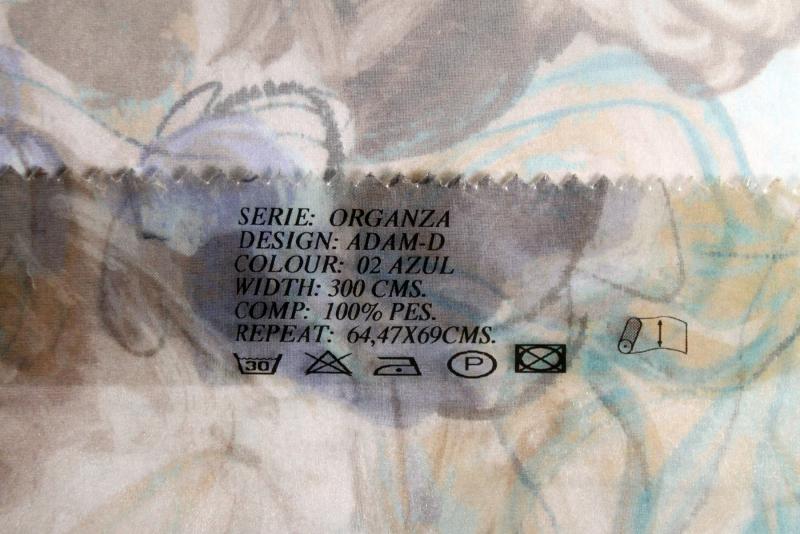 SERIE: ORGANZA
DESIGN: ADAM-D
COLOUR: 02 AZUL
WIDTH: 300 CMS.
COMP: 100% PES.
REPEAT: 64,47X69CMS.
30 P